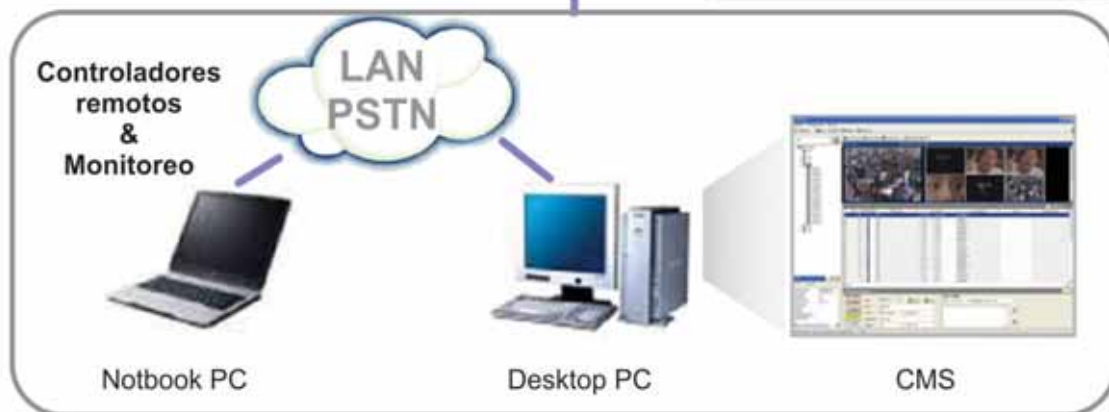 Controladores
remotos
&
Monitoreo
LAN
PSTN
Notbook PC
Desktop PC
CMS